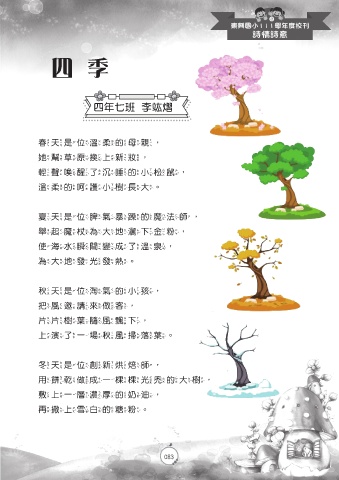 東興國小111學年度校刊
詩情詩意
四季
四年七班 李竑熠
春天是位溫柔的母親，
她幫草原換上新妝，
輕聲喚醒了沉睡的小松鼠，
溫柔的呵護小樹長大。
夏天是位脾氣暴躁的魔法師，
舉起魔杖為大地灑下金粉，
使海水瞬間變成了溫泉，
為大地發光發熱。
秋天是位淘氣的小孩，
把風邀請來做客，
片片樹葉隨風飄下，
上演了一場秋風掃落葉。
冬天是位創新烘焙師，
用餅乾做成一棵棵光禿的大樹，
敷上一層濃厚的奶油，
再撒上雪白的糖粉。
083